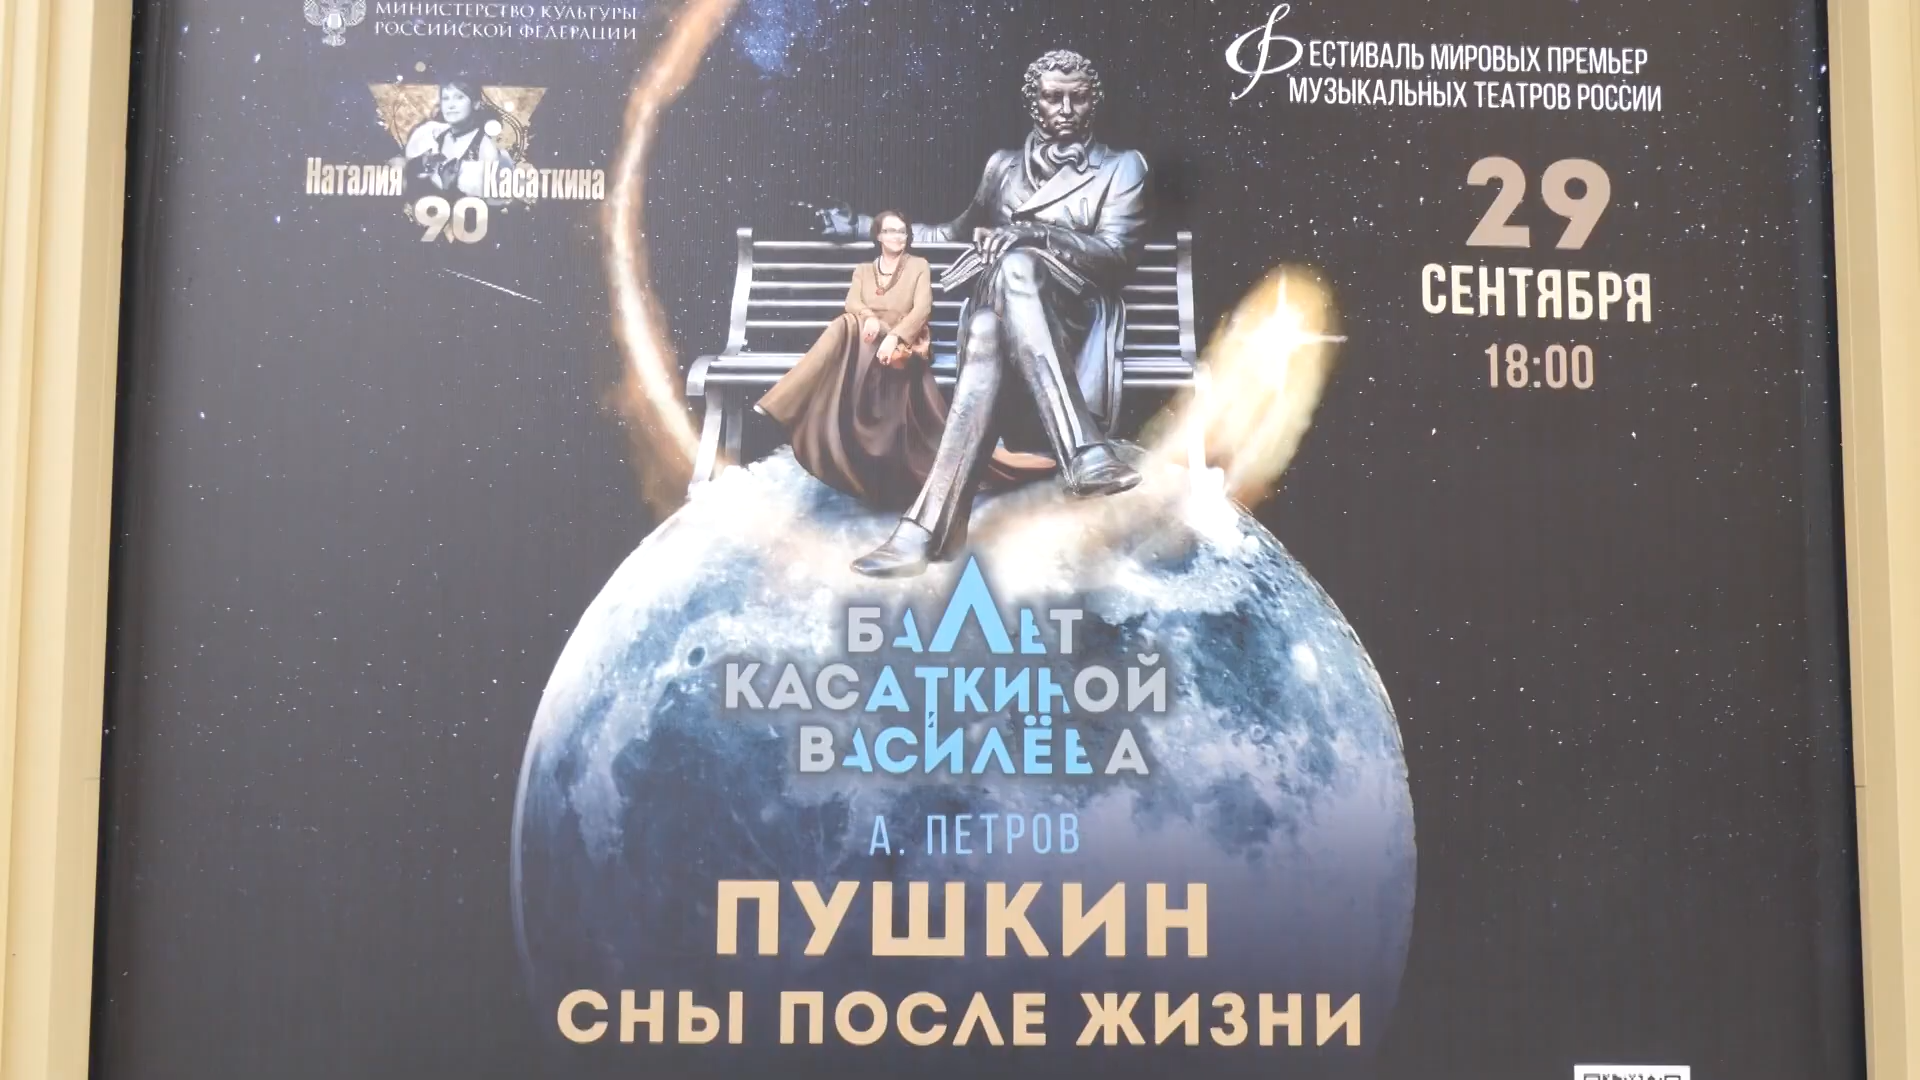 МИНИСТЕРСТВО КУЛЬТУРЫ
РОССИЙСКОЙ ФЕДЕРАЦИИ
Наталия Касаткина
90
ФЕСТИВАЛЬ МИРОВЫХ ПРЕМЬЕР
МУЗЫКАЛЬНЫХ ТЕАТРОВ РОССИИ
29
СЕНТЯБРЯ
18:00
БАЛЕТ
КАСАТКИНОЙ
И
ВАСИЛЁВА
А. ПЕТРОВ
ПУШКИН
СНЫ ПОСЛЕ ЖИЗНИ